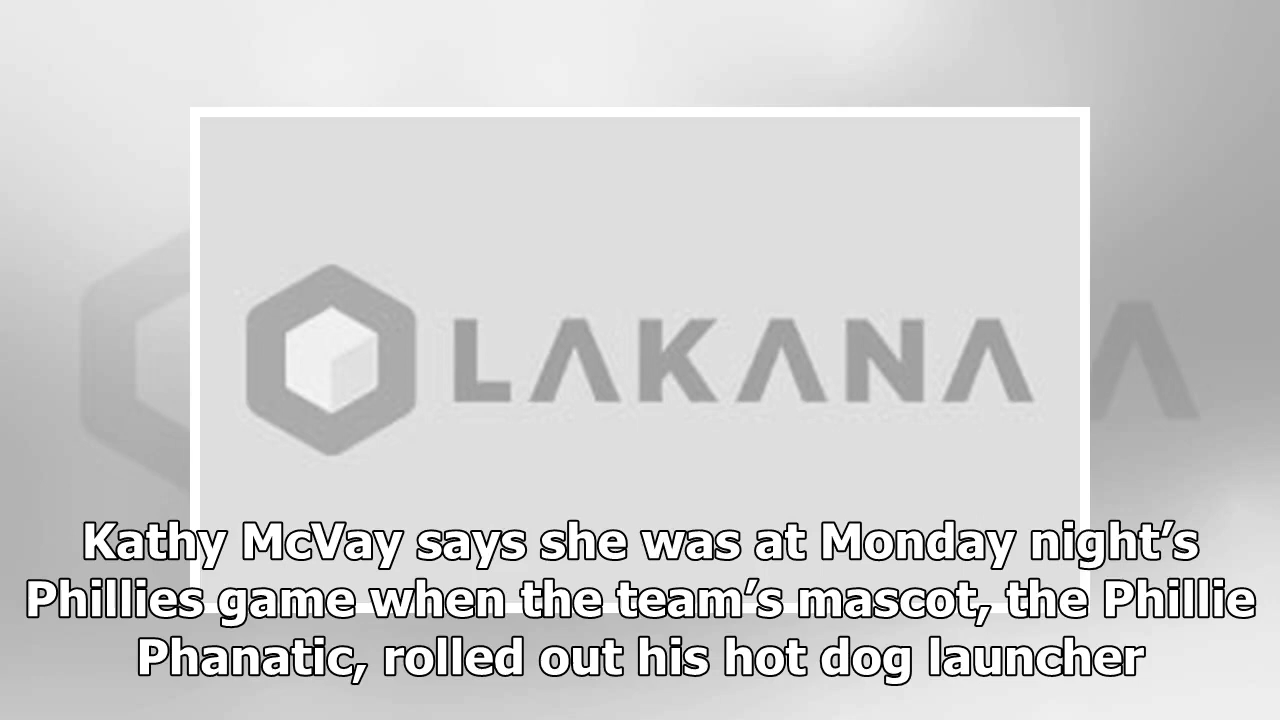 LAKANA
Kathy McVay says she was at Monday night’s
Phillies game when the team’s mascot, the Phillie
Phanatic, rolled out his hot dog launcher